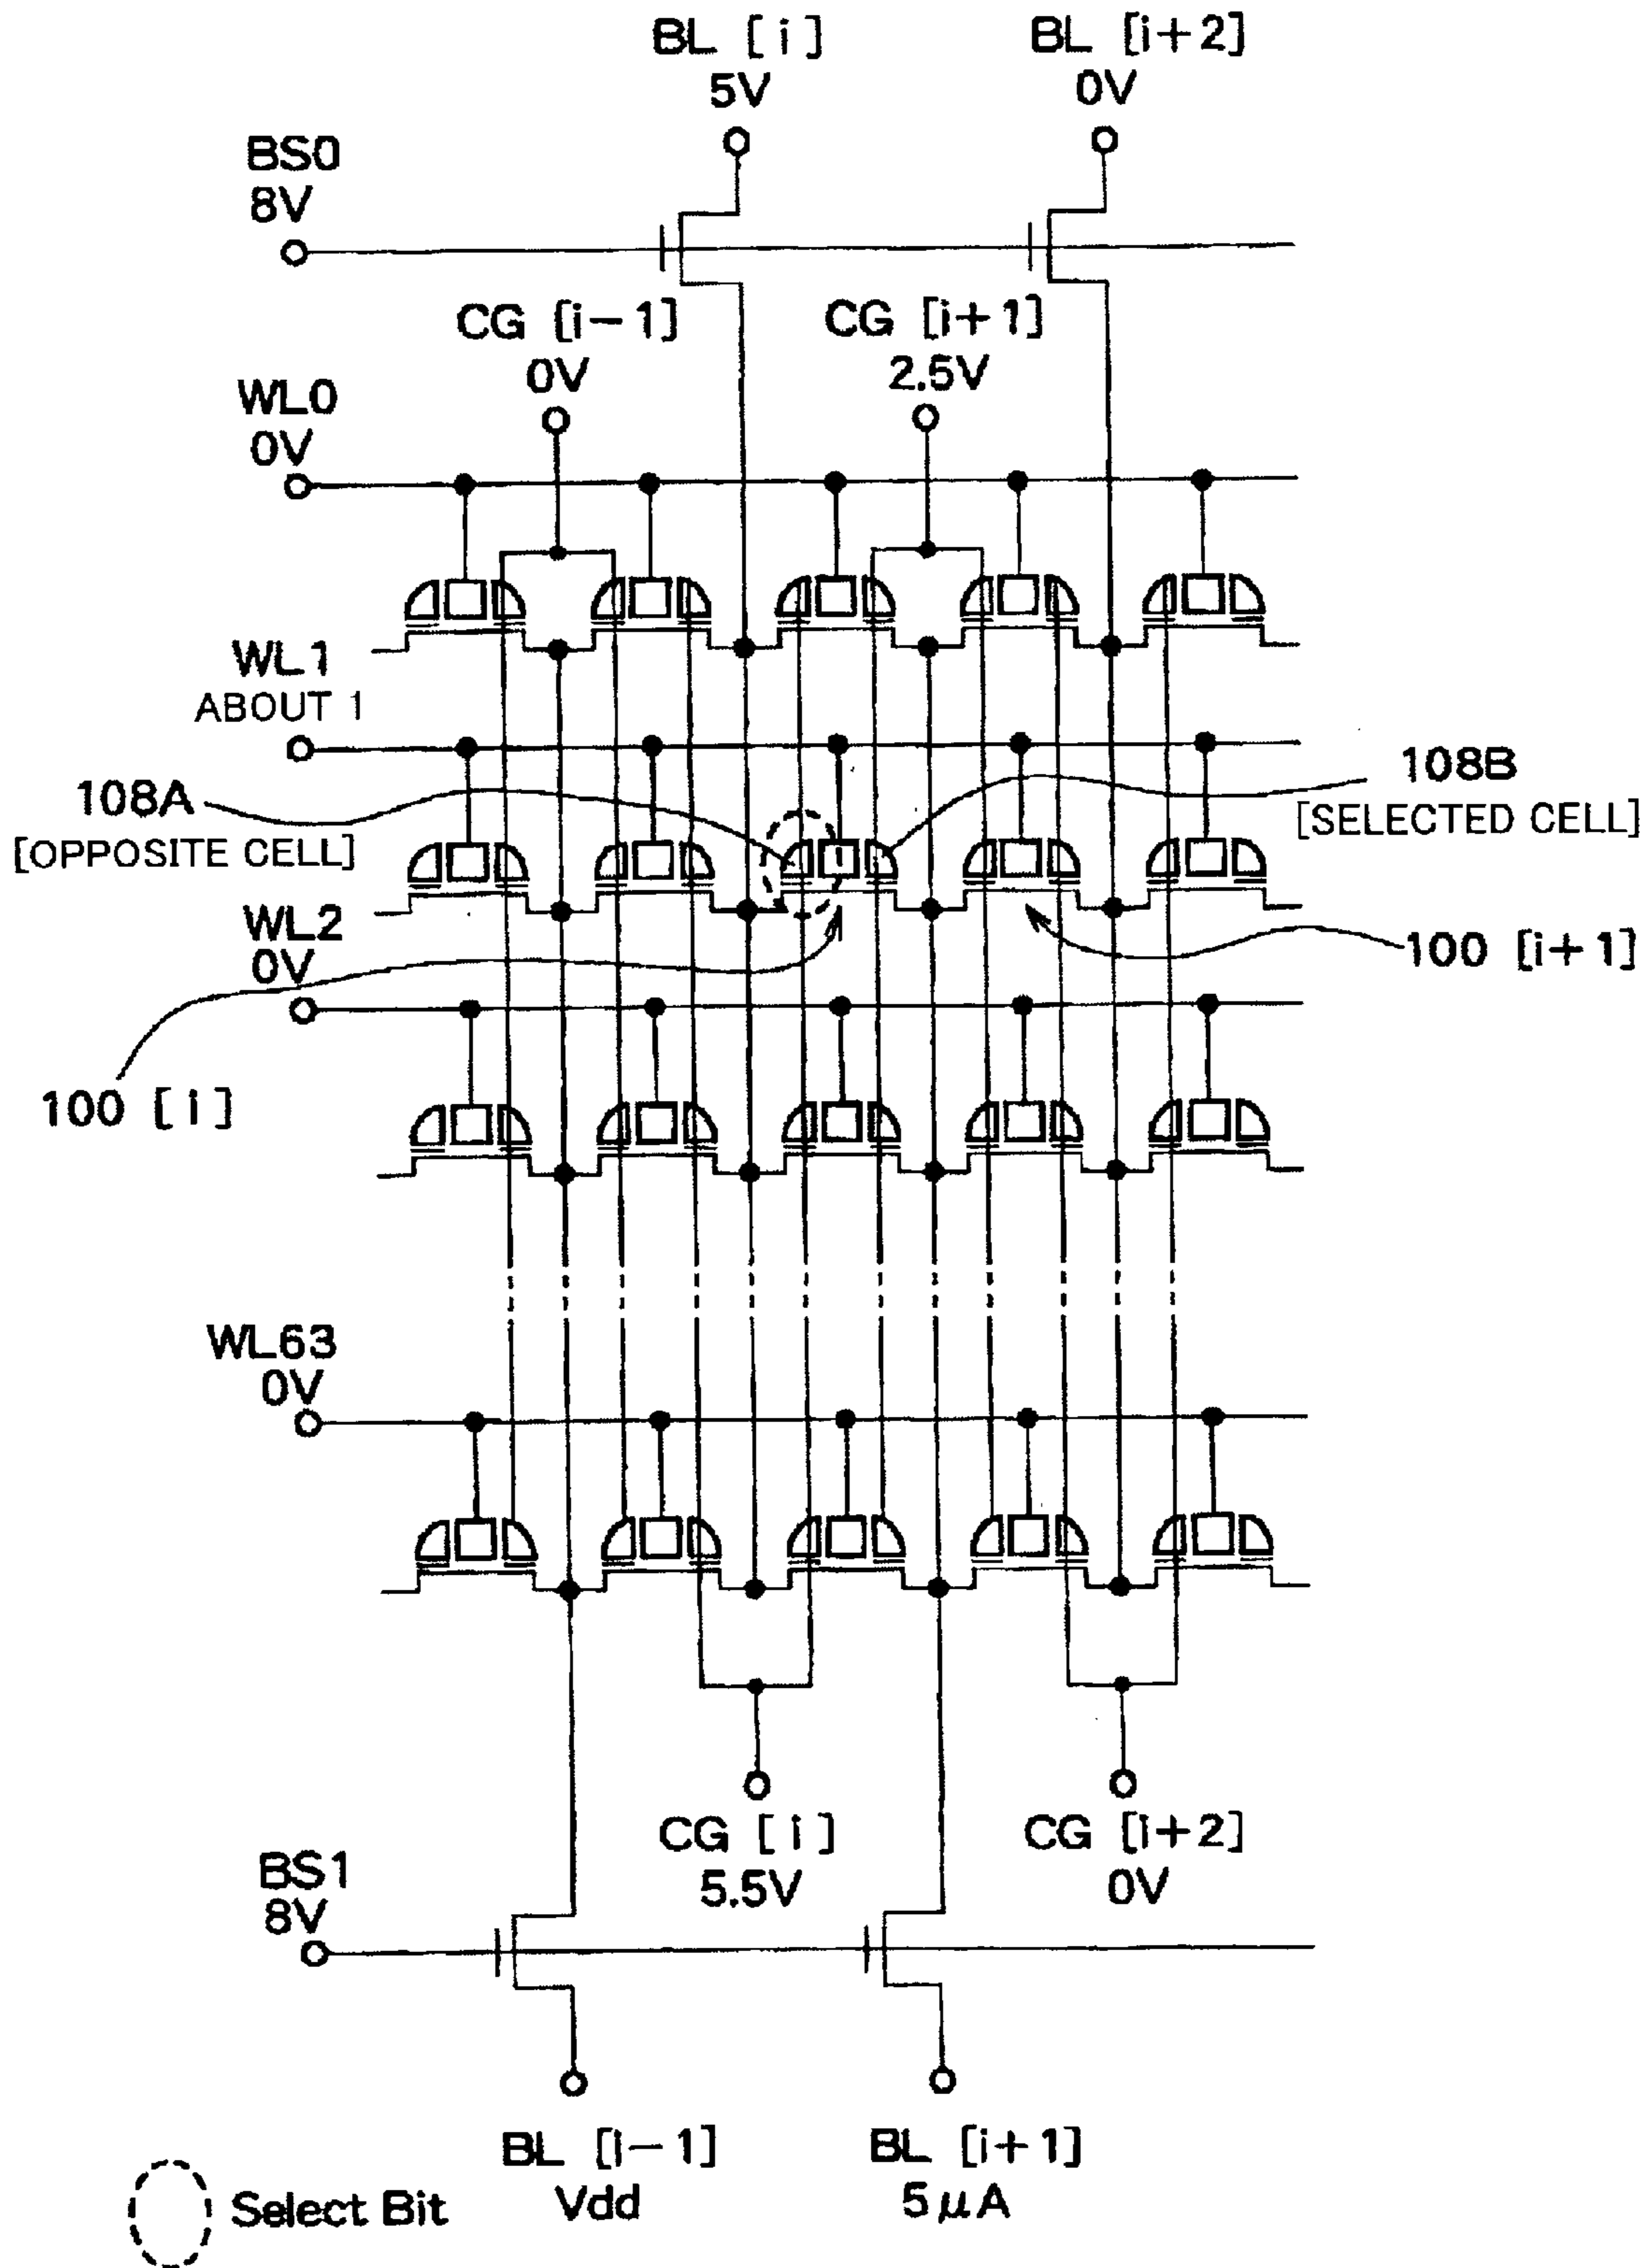 BL [i]
5V
BL [i+2]
0V
BS0
8V
CG [i-1]
0V
CG [i+1]
2.5V
WL0
0V
WL1
ABOUT 1
108A
[OPPOSITE CELL]
108B
[SELECTED CELL]
WL2
0V
100 [i+1]
100 [i]
WL63
0V
CG [i]
5.5V
CG [i+2]
0V
BS1
8V
BL [i-1]
Vdd
BL [i+1]
5μA
Select Bit